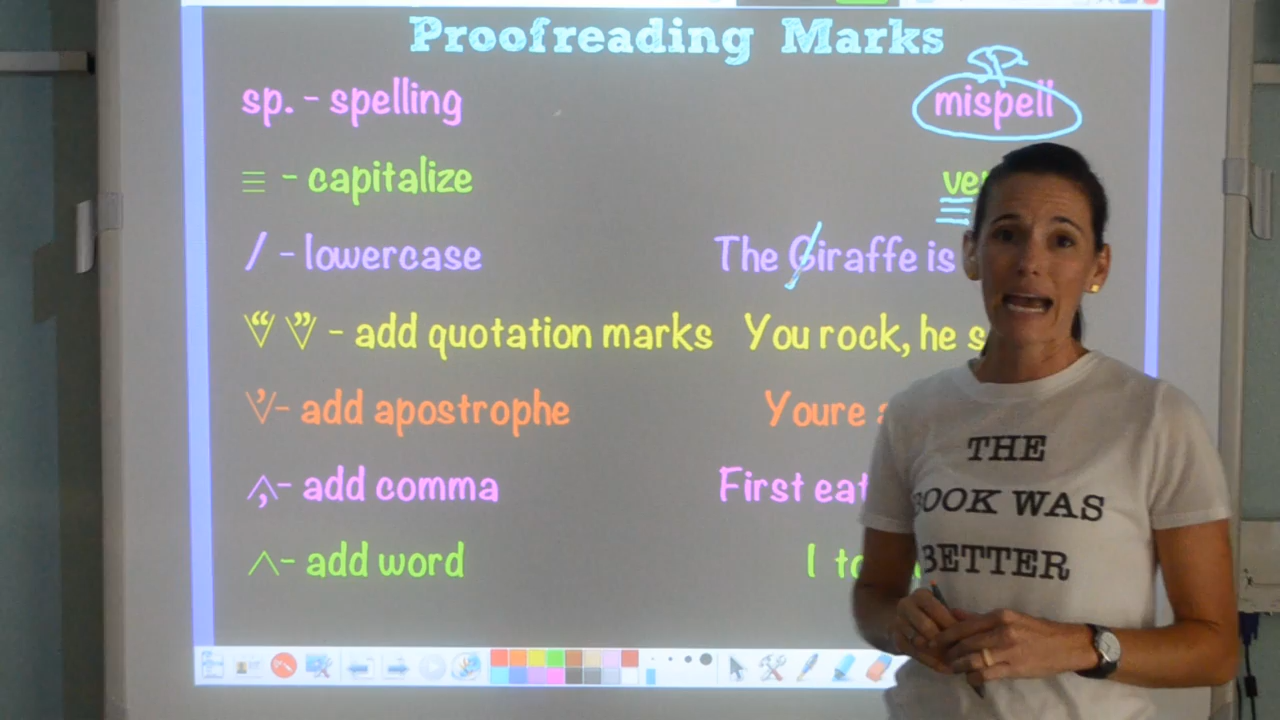 Proofreading Marks
sp.
sp. - spelling mispell
≡ - capitalize
/ - lowercase The Giraffe is
“ ” - add quotation marks You rock, he
’ - add apostrophe Youre
‸, - add comma First eat
^ - add word I
THE
BOOK WAS
BETTER